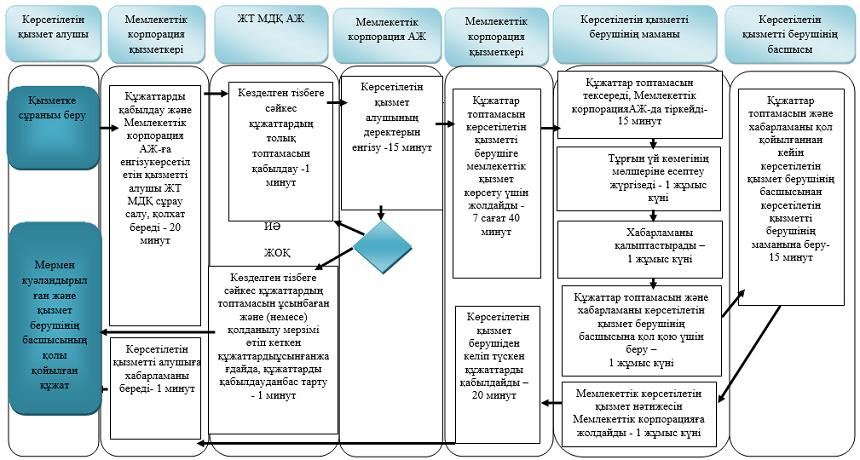 Көрсетілетін
қызмет алушы
Мемлекеттік
корпорация
қызметкері
ЖТ МДҚ АЖ
Мемлекеттік
корпорация АЖ
Мемлекеттік
корпорация
қызметкері
Көрсетілетін қызметті
берушінің маманы
Көрсетілетін
қызметті берушінің
басшысы
Қызметке
сұраным беру
Мөрмен
куәландырыл
ған және
қызмет
берушінің
басшысының
қолы
қойылған
құжат
Құжаттарды
қабылдау және
Мемлекеттік
корпорация
АЖ-ға
енгізукөрсетіл
етін қызметті
алушы ЖТ
МДҚ сұрау
салу, қолхат
береді - 20
минут
Көрсетілетін
қызметті алушыға
хабарламаны
береді- 1 минут
Көзделген тізбеге
сәйкес
құжаттардың
толық
топтамасын
қабылдау -1
минут
ИӘ
ЖОҚ
Көзделген тізбеге
сәйкес құжаттардың
топтамасын ұсынбаған
және (немесе)
қолданылу мерзімі
өтіп кеткен
құжаттардыұсынғанжа
ғдайда, құжаттарды
қабылдауданбас тарту
- 1 минут
Көрсетілетін
қызмет
алушының
деректерын
енгізу -15 минут
Құжаттар
топтамасын
көрсетілетін
қызметті
берушіге
мемлекеттік
қызмет
көрсету үшін
жолдайды -
7 сағат 40
минут
Көрсетілетін
қызмет
берушіден
келіп түскен
құжаттарды
қабылдайды –
20 минут
Құжаттар топтамасын
тексереді, Мемлекеттік
корпорацияАЖ-да тіркейді-
15 минут
Тұрғын үй көмегінің
мөлшеріне есептеу
жүргізеді - 1 жұмыс
күні
Хабарламаны
қалыптастырады –
1 жұмыс күні
Құжаттар топтамасын және
хабарламаны көрсетілетін
қызмет берушінің
басшысына қол қою үшін
беру –
1 жұмыс күні
Мемлекеттік көрсетілетін
қызмет нәтижесін
Мемлекеттік корпорацияға
жолдайды - 1 жұмыс күні
Құжаттар
топтамасын және
хабарламаны қол
қойылғаннан
кейін
көрсетілетін
қызмет берушінің
басшысынан
көрсетілетін
қызметті
берушінің
маманына беру-
15 минут